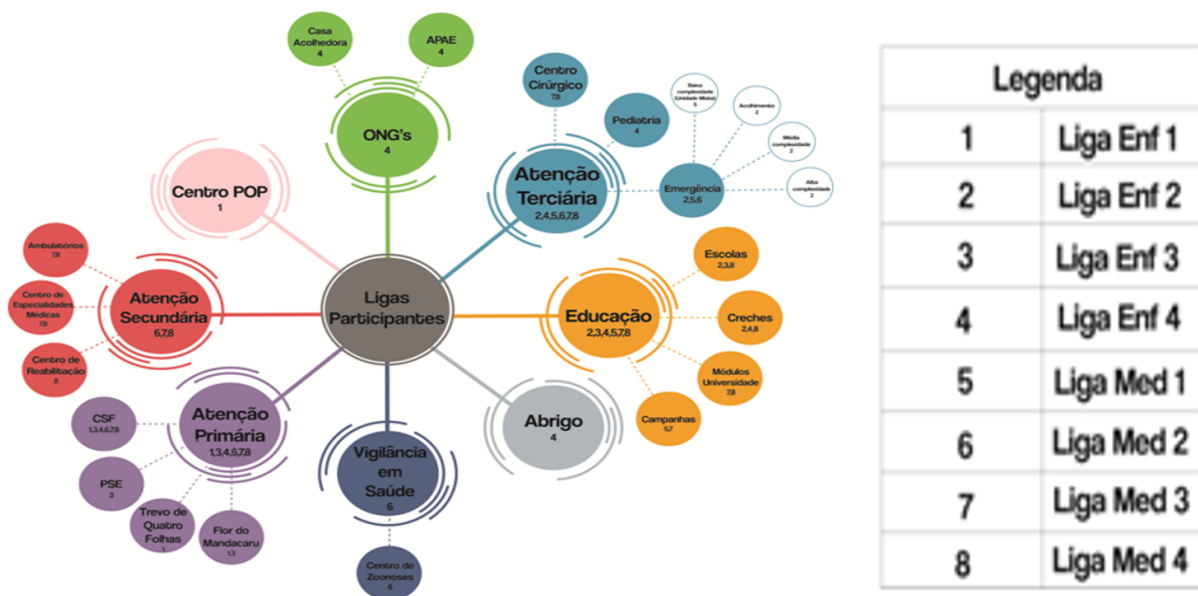 Casa
Acolhedora
4
APAE
4
ONG's
4
Centro
Cirúrgico
7,8
Pediatria
4
Baixa
complexidade
(Unidade Mista)
5
Acolhimento
2
Média
complexidade
2
Alta
complexidade
2
Atenção
Terciária
2,4,5,6,7,8
Emergência
2,5,6
Centro POP
1
Ambulatórios
7,8
Centro de
Especialidades
Médicas
7,8
Centro de
Reabilitação
8
Atenção
Secundária
6,7,8
Ligas
Participantes
Educação
2,3,4,5,7,8
Escolas
2,3,8
Creches
2,4,8
Módulos
Universidade
7,8
Campanhas
5,7
Abrigo
4
Atenção
Primária
1,3,4,5,7,8
CSF
1,3,4,6,7,8
PSE
3
Trevo de
Quatro
Folhas
1
Flor do
Mandacaru
1,3
Vigilância
em
Saúde
6
Centro de
Zoonoses
6
Legenda
1 Liga Enf 1
2 Liga Enf 2
3 Liga Enf 3
4 Liga Enf 4
5 Liga Med 1
6 Liga Med 2
7 Liga Med 3
8 Liga Med 4